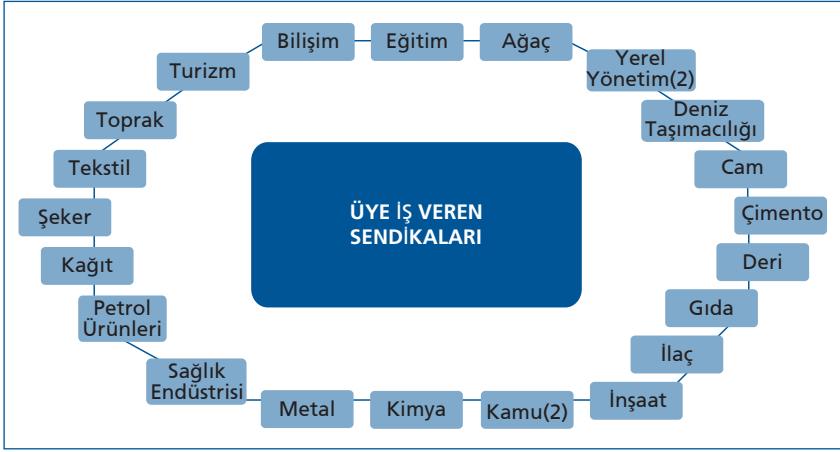 Bilişim
Eğitim
Ağaç
Yerel
Yönetim(2)
Deniz
Taşımacılığı
Cam
Çimento
Deri
Gıda
İlaç
İnşaat
Kamu(2)
Kimya
Metal
Sağlık
Endüstrisi
Petrol
Ürünleri
Kağıt
Şeker
Tekstil
Toprak
Turizm
ÜYE İŞ VEREN
SENDİKALARI